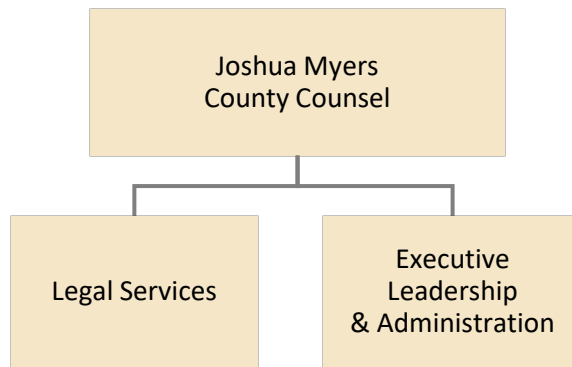 Joshua Myers
County Counsel
Legal Services
Executive
Leadership
& Administration